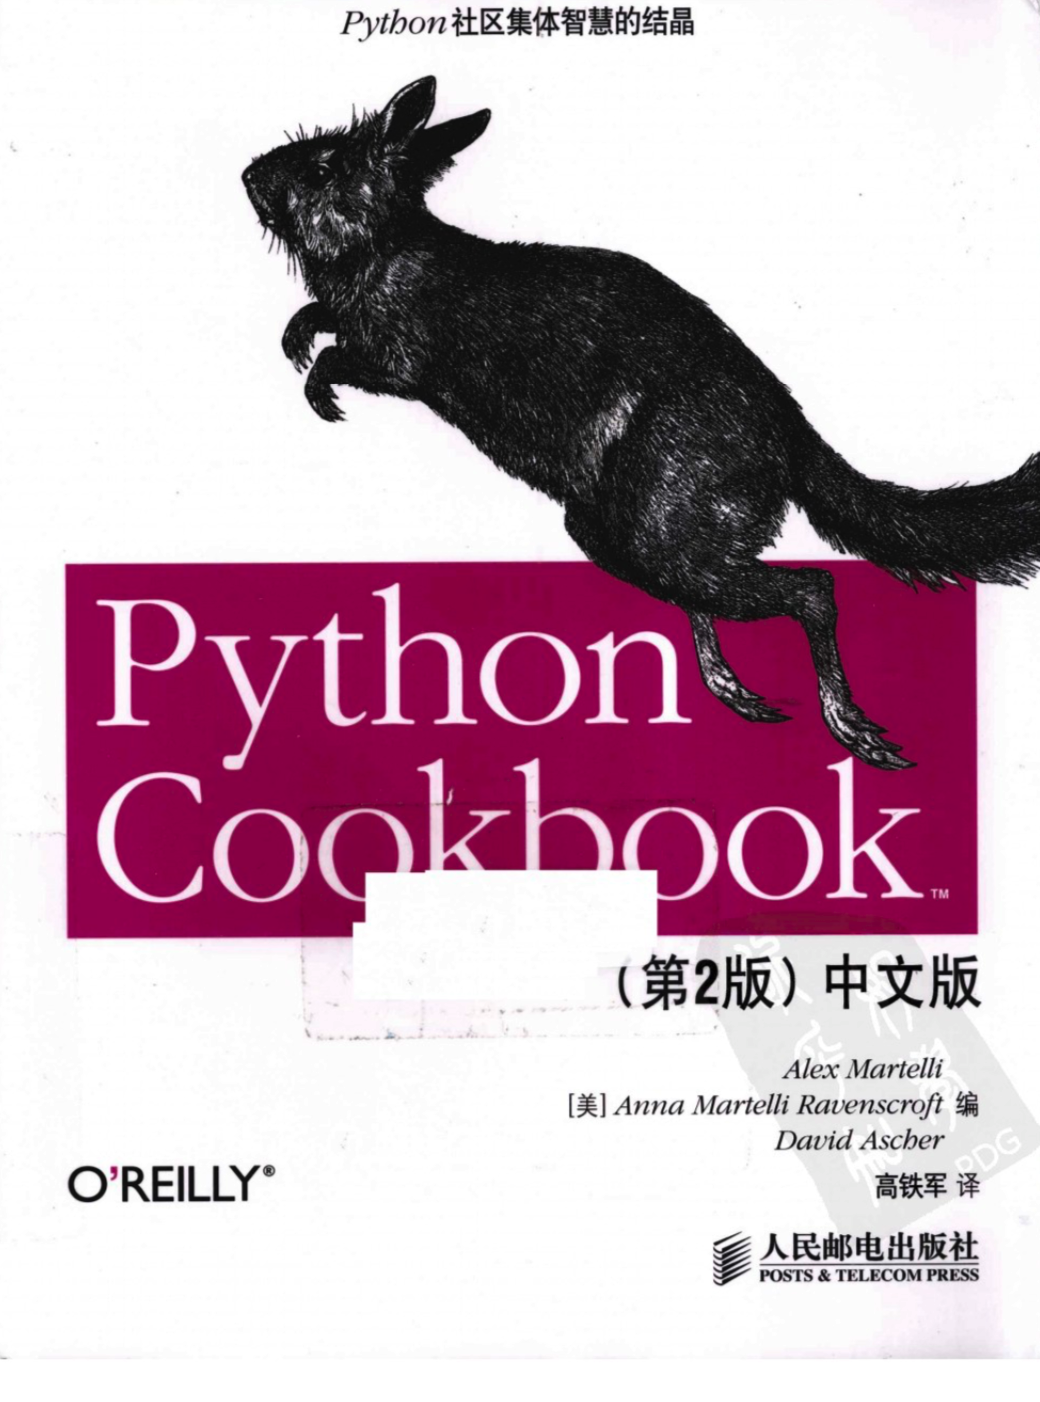 Python社区集体智慧的结晶
Python
Cookbook™
（第2版）中文版
Alex Martelli
[美] Anna Martelli Ravenscroft 编
David Ascher
高铁军 译
O'REILLY®
人民邮电出版社
POSTS & TELECOM PRESS
PDG